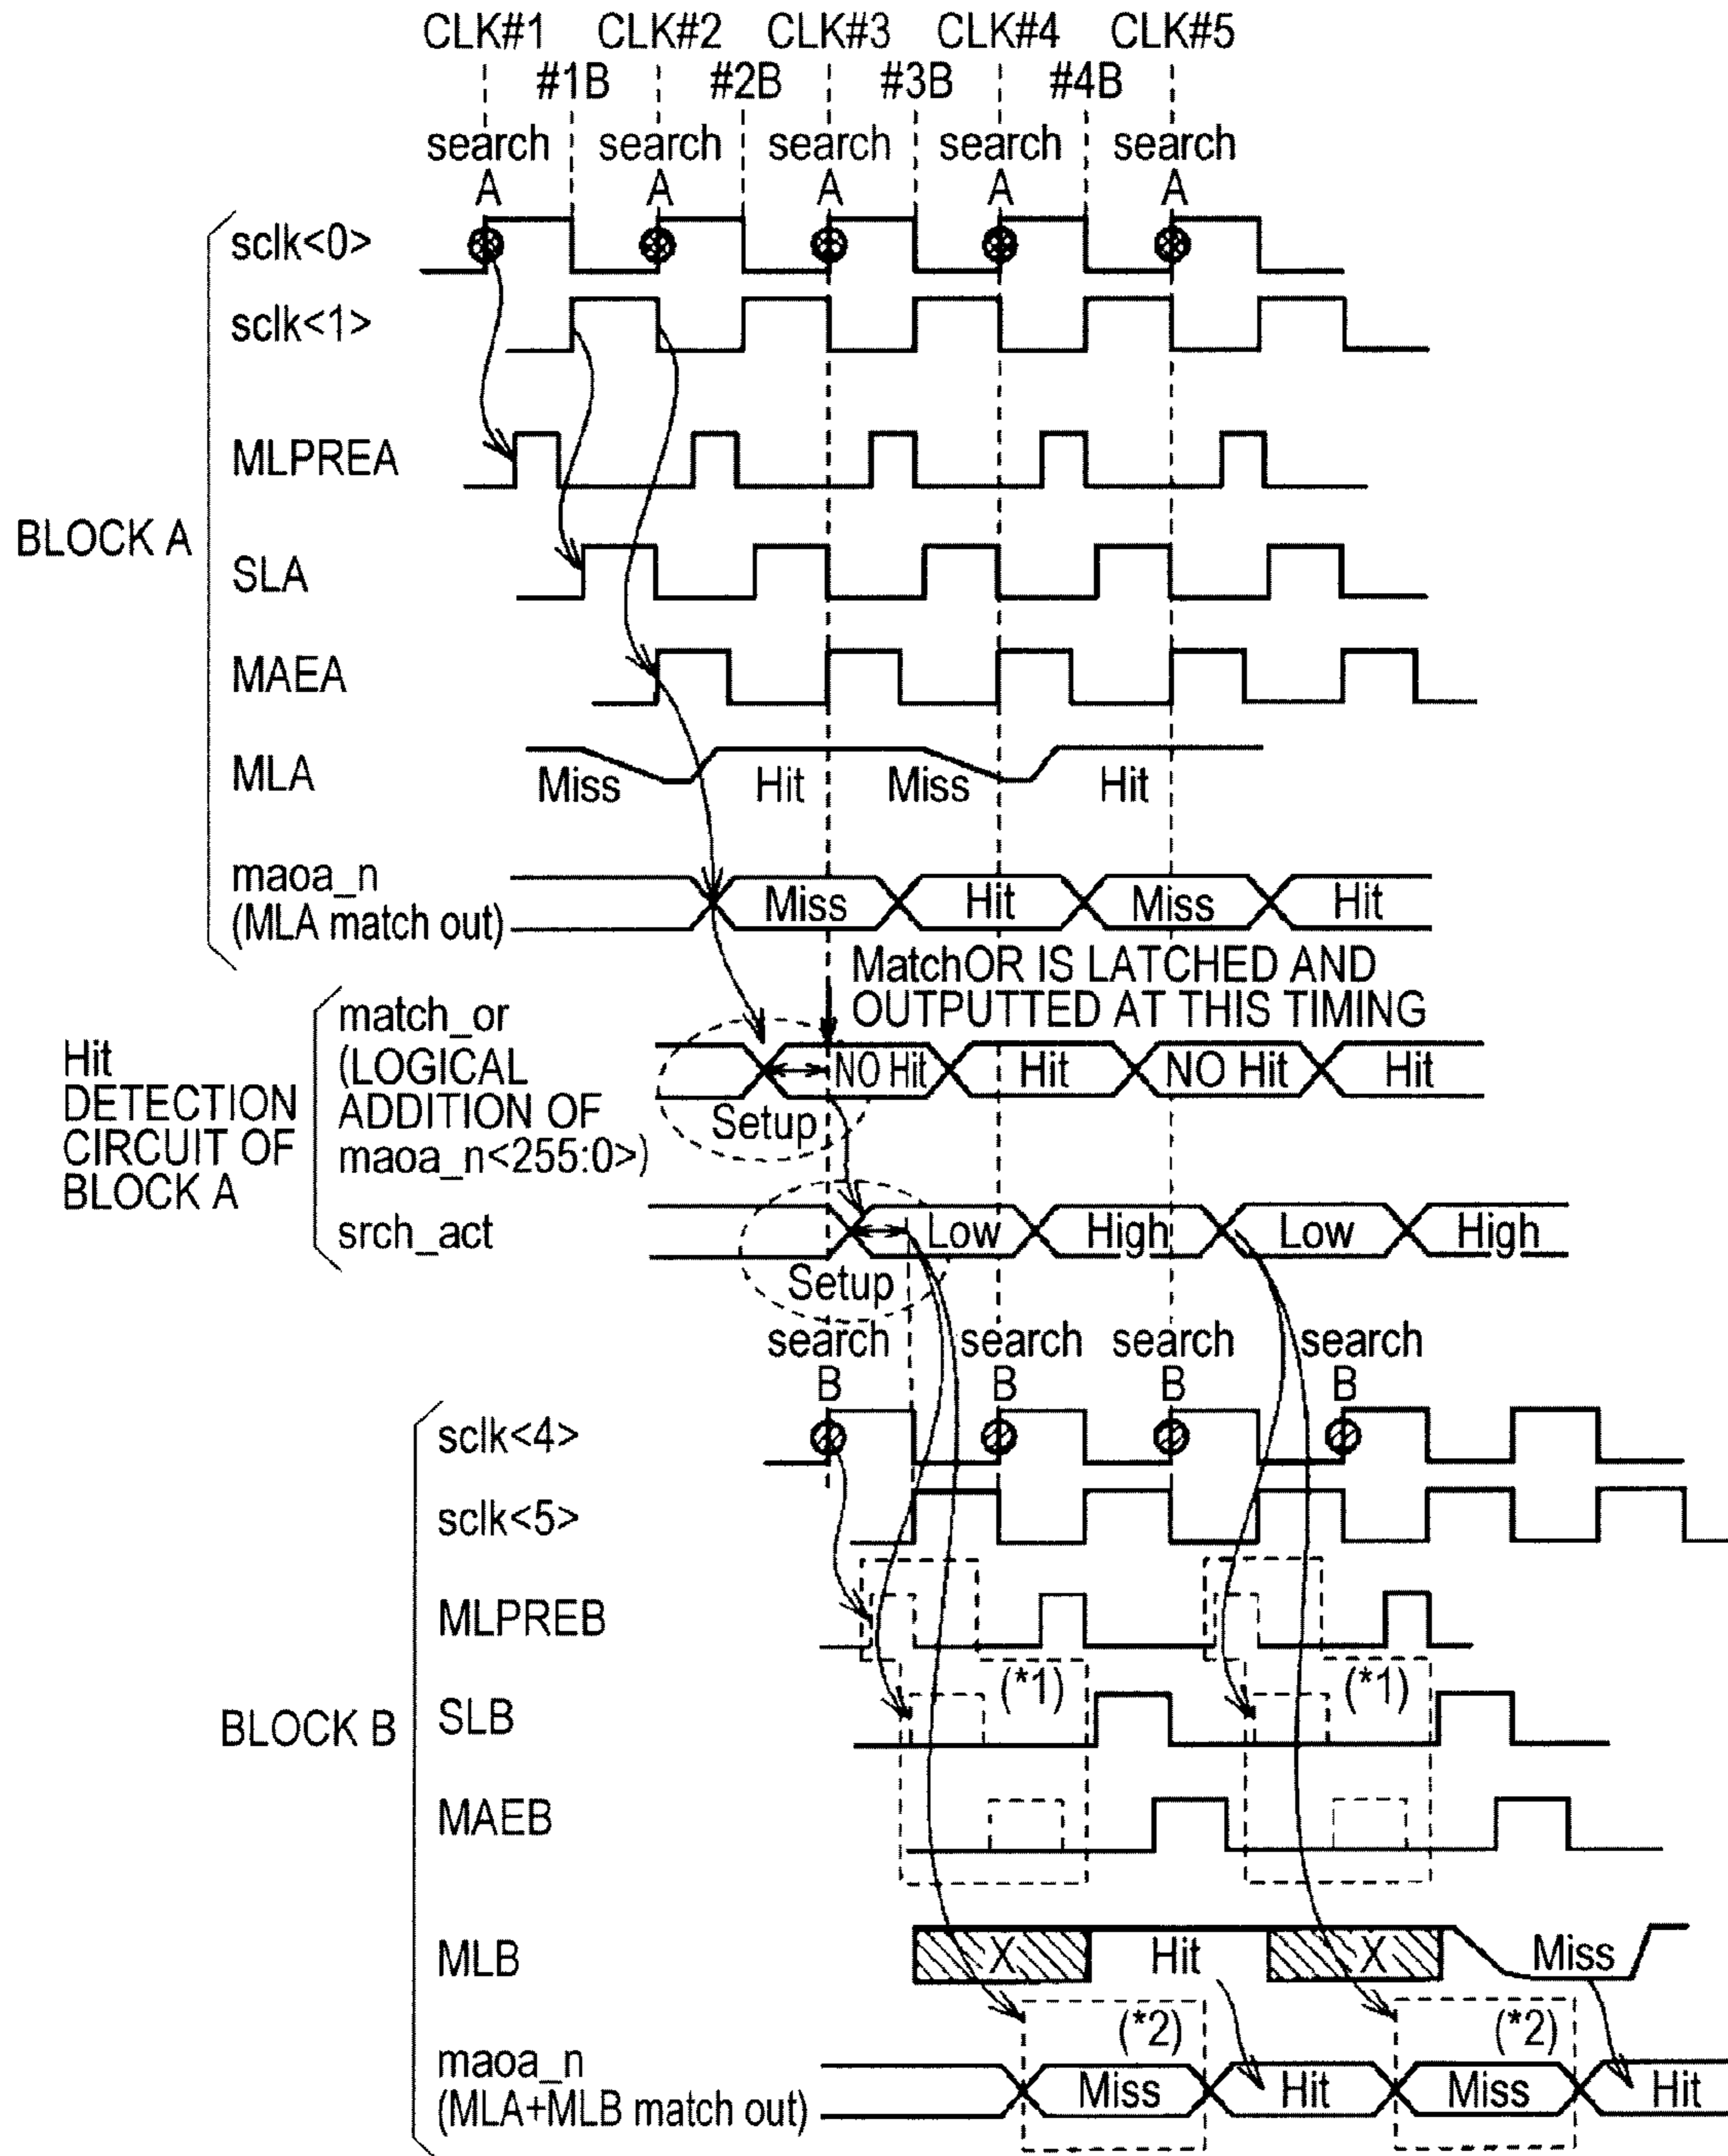 CLK#1 CLK#2 CLK#3 CLK#4 CLK#5
#1B #2B #3B #4B
search search search search search
A A A A A
sclk<0>
sclk<1>
MLPREA
BLOCK A
SLA
MAEA
MLA
Miss Hit Miss Hit
maoa_n
(MLA match out)
Miss Hit Miss Hit
MatchOR IS LATCHED AND
OUTPUTTED AT THIS TIMING
Hit
DETECTION
CIRCUIT OF
BLOCK A
match_or
(LOGICAL
ADDITION OF
maoa_n<255:0>)
NO Hit Hit NO Hit Hit
Setup
srch_act
Low High Low High
Setup
search search search search
B B B B
sclk<4>
sclk<5>
MLPREB
(*1) (*1)
BLOCK B
SLB
MAEB
MLB
X Hit X Miss
(*2) (*2)
maoa_n
(MLA+MLB match out)
Miss Hit Miss Hit